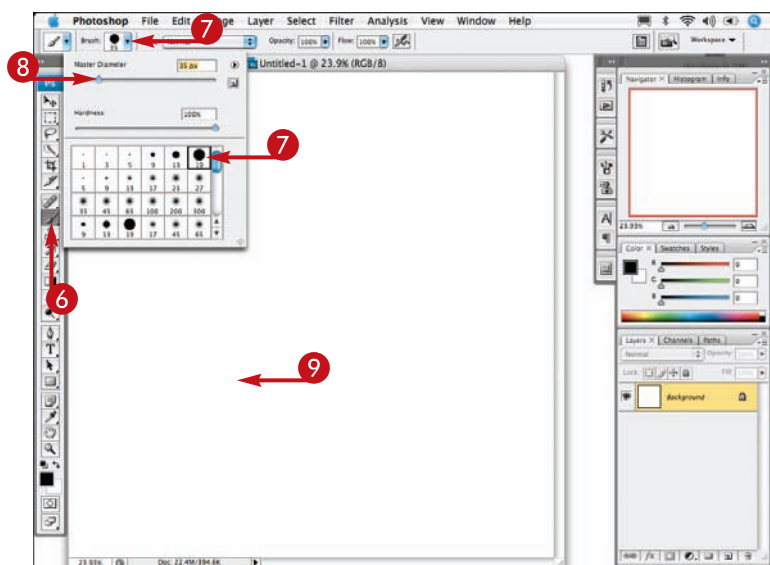 Photoshop File Edit Layer Select Filter Analysis View Window Help
7
Brush: 35 Opacity: 100% Flow: 100% Workspace
8
Master Diameter 35 px
Untitled-1 @ 23.9% (RGB/8)
Ps
Navigator × Histogram Info
Hardness: 100%
7
1 3 5 9 13 19
5 9 13 17 21 27
35 45 65 100 200 300
9 13 19 17 45 65
A
T
6
9
23.93%
Color × Swatches Styles
R 0
G 0
B 0
Layers × Channels Paths
Normal Opacity:
Lock: Fill:
Background
23.93% Doc: 22.4M/394.6K
fx